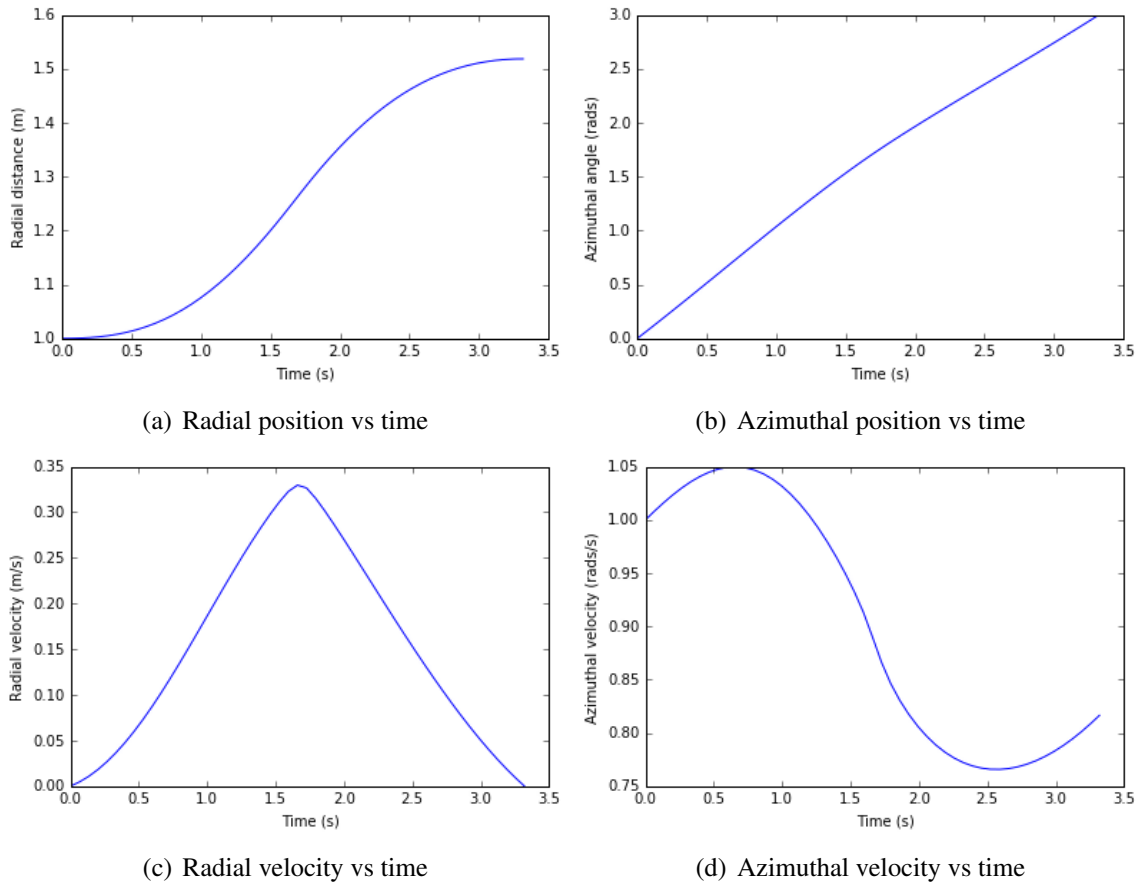 1.6
1.5
1.4
1.3
1.2
1.1
1.0
Radial distance (m)
0.0 0.5 1.0 1.5 2.0 2.5 3.0 3.5
Time (s)
(a) Radial position vs time
3.0
2.5
2.0
1.5
1.0
0.5
0.0
Azimuthal angle (rads)
0.0 0.5 1.0 1.5 2.0 2.5 3.0 3.5
Time (s)
(b) Azimuthal position vs time
0.35
0.30
0.25
0.20
0.15
0.10
0.05
0.00
Radial velocity (m/s)
0.0 0.5 1.0 1.5 2.0 2.5 3.0 3.5
Time (s)
(c) Radial velocity vs time
1.05
1.00
0.95
0.90
0.85
0.80
0.75
Azimuthal velocity (rads/s)
0.0 0.5 1.0 1.5 2.0 2.5 3.0 3.5
Time (s)
(d) Azimuthal velocity vs time